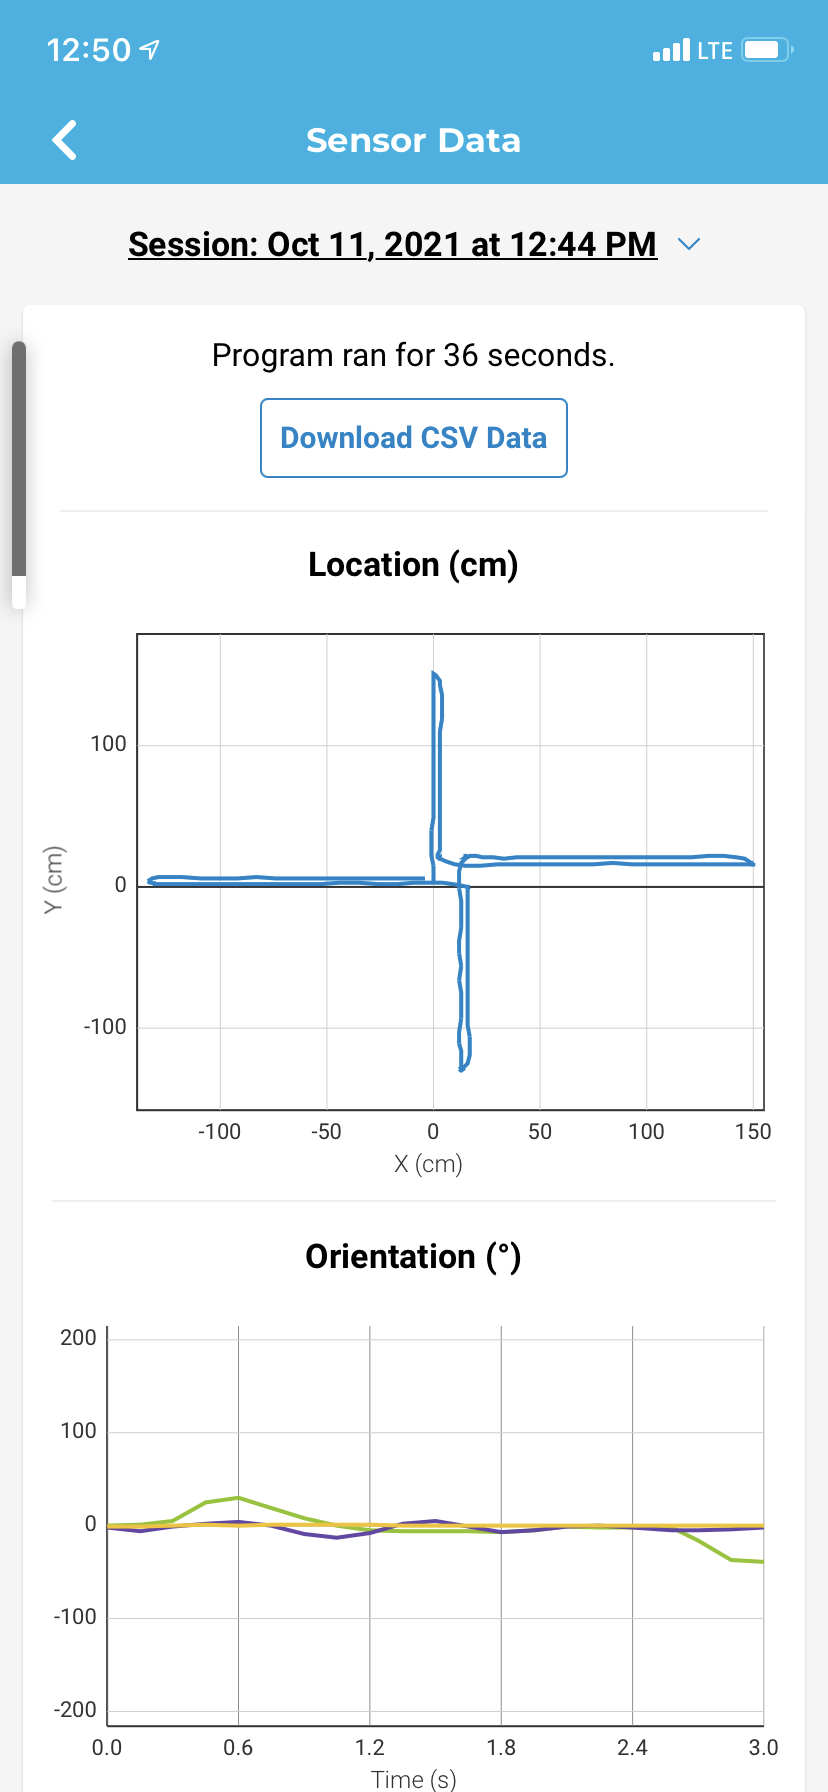 12:50
LTE
Sensor Data
Session: Oct 11, 2021 at 12:44 PM
Program ran for 36 seconds.
Download CSV Data
Location (cm)
100
0
-100
Y (cm)
-100 -50 0 50 100 150
X (cm)
Orientation (°)
200
100
0
-100
-200
0.0 0.6 1.2 1.8 2.4 3.0
Time (s)